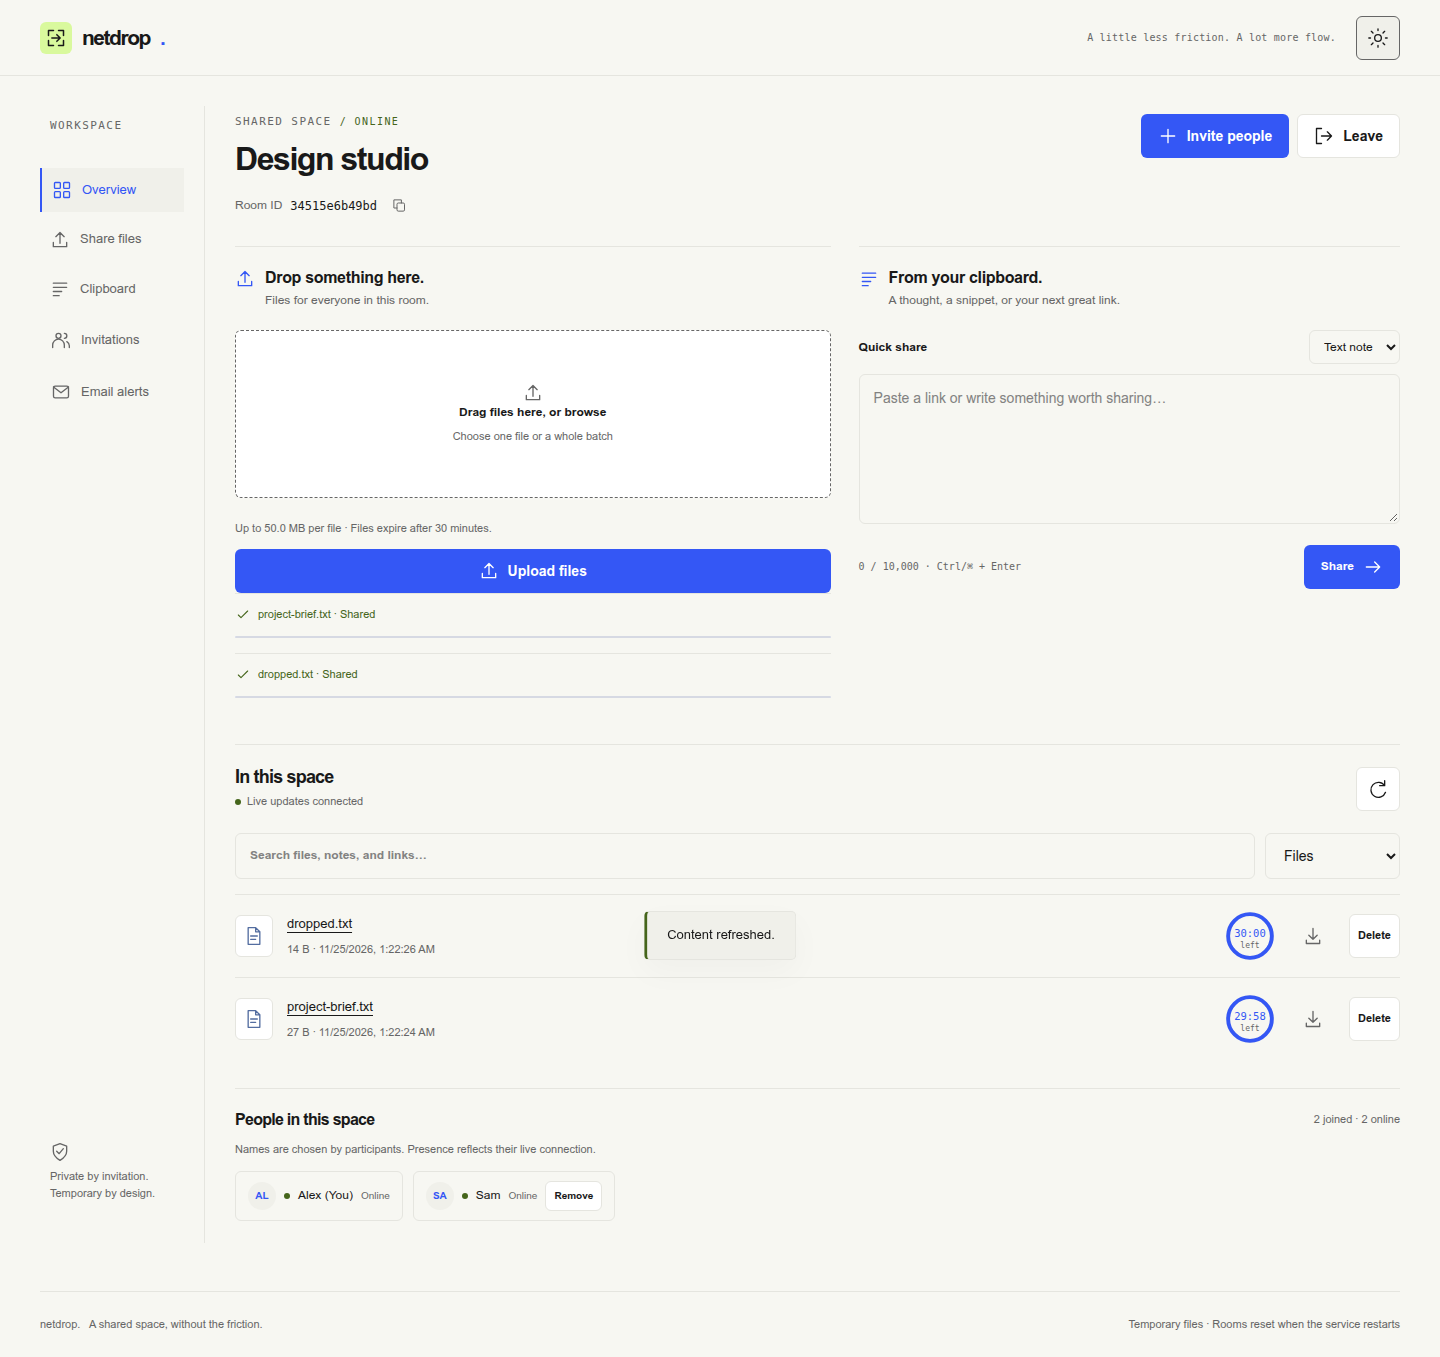 netdrop .
A little less friction. A lot more flow.
WORKSPACE
Overview
Share files
Clipboard
Invitations
Email alerts
Private by invitation.
Temporary by design.
SHARED SPACE / ONLINE
Design studio
Room ID 34515e6b49bd
Invite people
Leave
Drop something here.
Files for everyone in this room.
Drag files here, or browse
Choose one file or a whole batch
Up to 50.0 MB per file · Files expire after 30 minutes.
Upload files
project-brief.txt · Shared
dropped.txt · Shared
From your clipboard.
A thought, a snippet, or your next great link.
Quick share
Text note
Paste a link or write something worth sharing…
0 / 10,000 · Ctrl/⌘ + Enter
Share
In this space
Live updates connected
Search files, notes, and links…
Files
dropped.txt
14 B · 11/25/2026, 1:22:26 AM
Content refreshed.
30:00
left
Delete
project-brief.txt
27 B · 11/25/2026, 1:22:24 AM
29:58
left
Delete
People in this space
2 joined · 2 online
Names are chosen by participants. Presence reflects their live connection.
AL Alex (You) Online
SA Sam Online Remove
netdrop. A shared space, without the friction.
Temporary files · Rooms reset when the service restarts